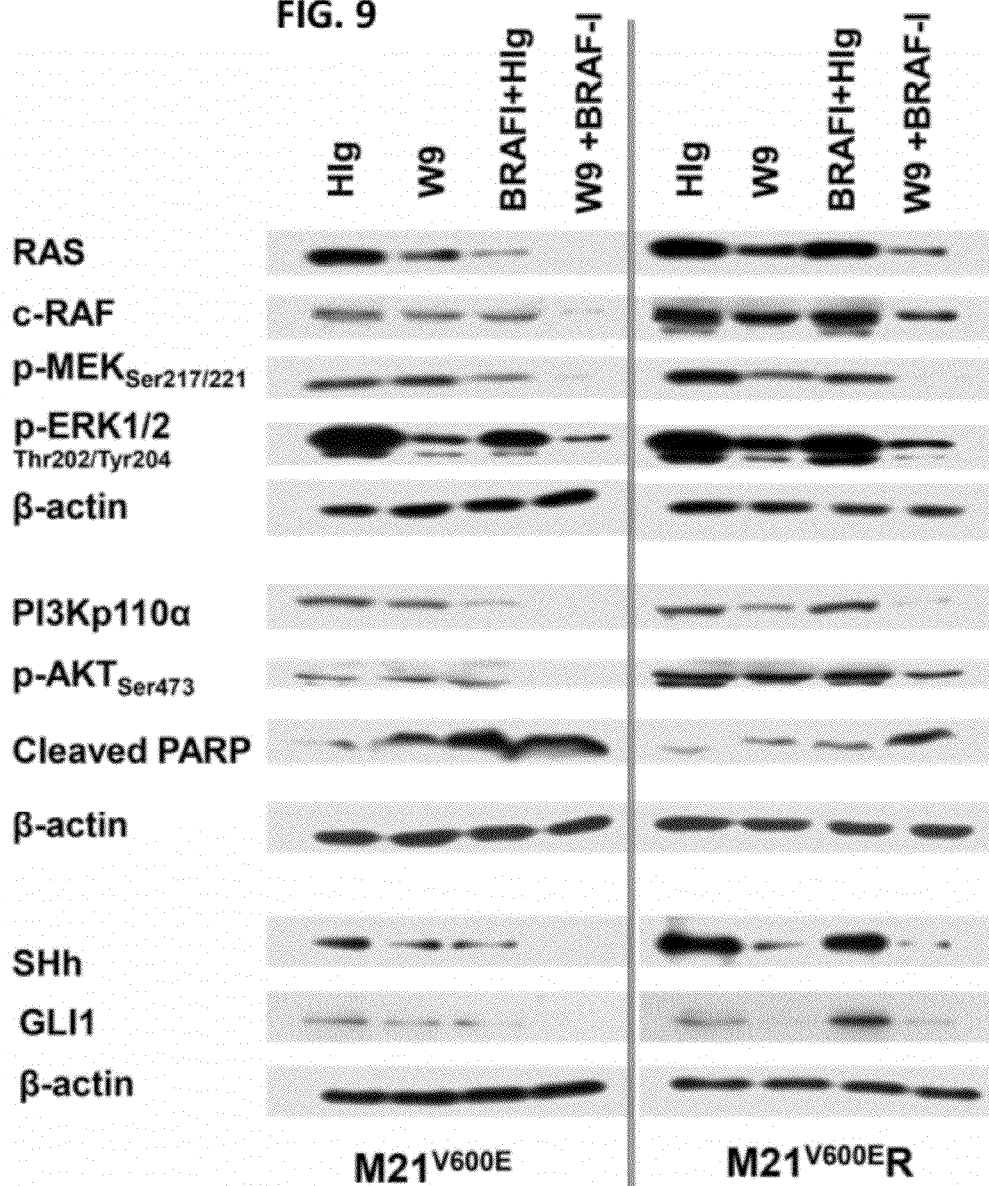 FIG. 9
HIg W9 BRAFI+HIg W9 +BRAF-I HIg W9 BRAFI+HIg W9 +BRAF-I
RAS
c-RAF
p-MEKSer217/221
p-ERK1/2
Thr202/Tyr204
β-actin
PI3Kp110α
p-AKTSer473
Cleaved PARP
β-actin
SHh
GLI1
β-actin
M21V600E M21V600ER